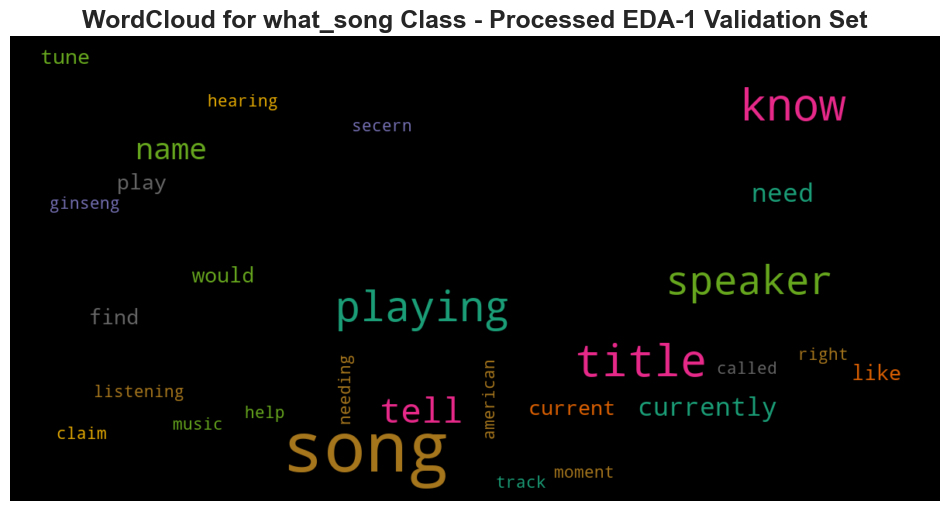 WordCloud for what_song Class - Processed EDA-1 Validation Set
tune
hearing
know
secern
name
play
need
ginseng
would
speaker
playing
find
title
right
called
like
listening
needing
american
tell
current
currently
help
music
claim
song
moment
track